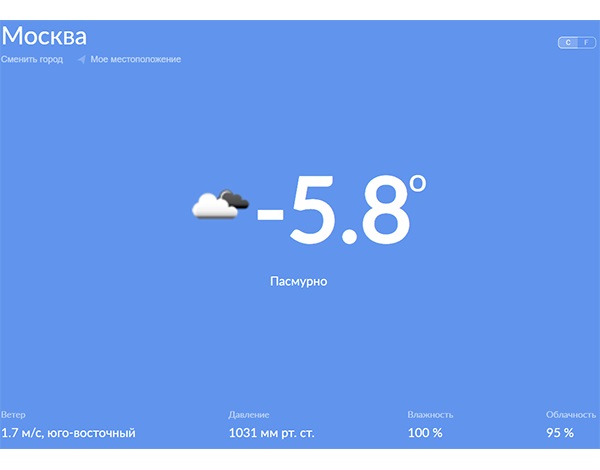 Москва
C F
Сменить город Мое местоположение
-5.8°
Пасмурно
Ветер Давление Влажность Облачность
1.7 м/с, юго-восточный 1031 мм рт. ст. 100 % 95 %